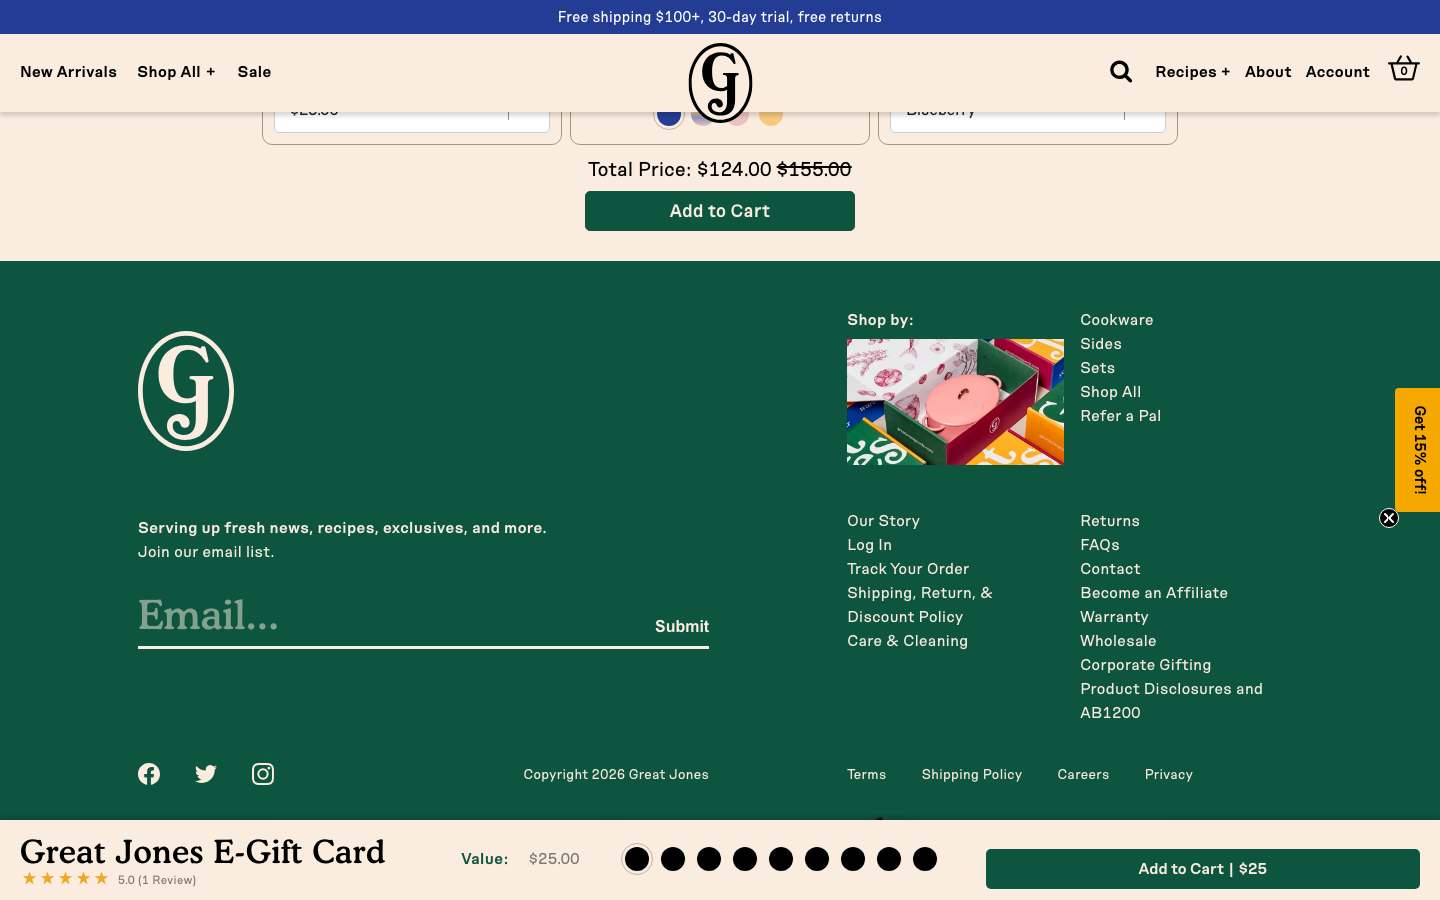 Free shipping $100+, 30-day trial, free returns
New Arrivals Shop All + Sale
Recipes + About Account 0
Total Price: $124.00 $155.00
Add to Cart
Shop by:
Cookware
Sides
Sets
Shop All
Refer a Pal
Get 15% off!
Serving up fresh news, recipes, exclusives, and more.
Join our email list.
Email...
Submit
Our Story
Log In
Track Your Order
Shipping, Return, &
Discount Policy
Care & Cleaning
Returns
FAQs
Contact
Become an Affiliate
Warranty
Wholesale
Corporate Gifting
Product Disclosures and
AB1200
Copyright 2026 Great Jones
Terms Shipping Policy Careers Privacy
Great Jones E-Gift Card
5.0 (1 Review)
Value: $25.00
Add to Cart | $25